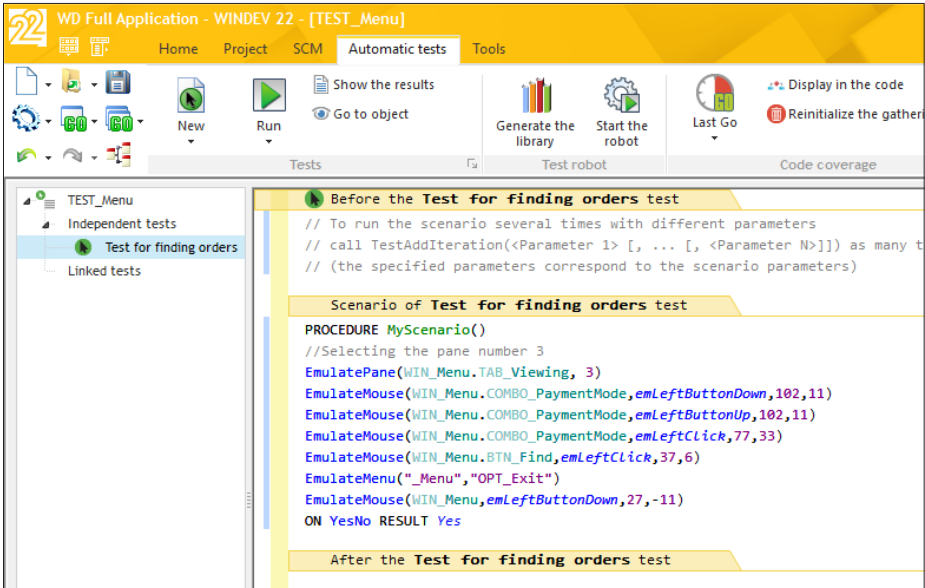 22
WD Full Application - WINDEV 22 - [TEST_Menu]
Home Project SCM Automatic tests Tools
GO GO
New
Run
Show the results
Go to object
Tests
Generate the
library
Start the
robot
Test robot
GO
Last Go
Display in the code
Reinitialize the gatheri
Code coverage
TEST_Menu
Independent tests
Test for finding orders
Linked tests
Before the Test for finding orders test
// To run the scenario several times with different parameters
// call TestAddIteration(<Parameter 1> [, ... [, <Parameter N>]]) as many t
// (the specified parameters correspond to the scenario parameters)
Scenario of Test for finding orders test
PROCEDURE MyScenario()
//Selecting the pane number 3
EmulatePane(WIN_Menu.TAB_Viewing, 3)
EmulateMouse(WIN_Menu.COMBO_PaymentMode,emLeftButtonDown,102,11)
EmulateMouse(WIN_Menu.COMBO_PaymentMode,emLeftButtonUp,102,11)
EmulateMouse(WIN_Menu.COMBO_PaymentMode,emLeftClick,77,33)
EmulateMouse(WIN_Menu.BTN_Find,emLeftClick,37,6)
EmulateMenu("_Menu","OPT_Exit")
EmulateMouse(WIN_Menu,emLeftButtonDown,27,-11)
ON YesNo RESULT Yes
After the Test for finding orders test